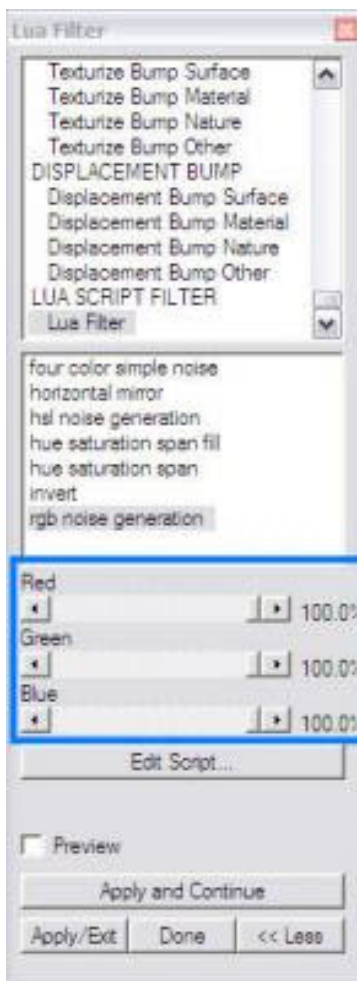 Lua Filter
Texturize Bump Surface
Texturize Bump Material
Texturize Bump Nature
Texturize Bump Other
DISPLACEMENT BUMP
Displacement Bump Surface
Displacement Bump Material
Displacement Bump Nature
Displacement Bump Other
LUA SCRIPT FILTER
Lua Filter
four color simple noise
horizontal mirror
hsl noise generation
hue saturation span fill
hue saturation span
invert
rgb noise generation
Red
100.0%
Green
100.0%
Blue
100.0%
Edit Script...
Preview
Apply and Continue
Apply/Exit Done << Less